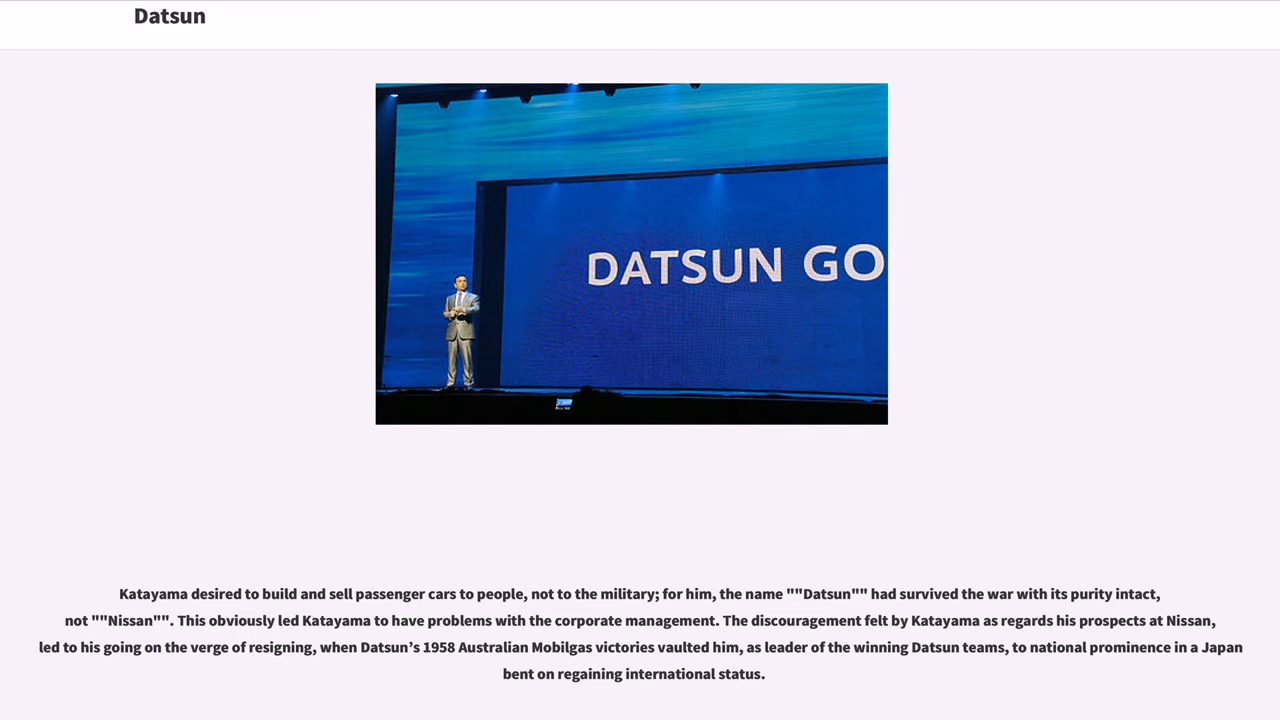 Datsun
DATSUN GO
Katayama desired to build and sell passenger cars to people, not to the military; for him, the name ""Datsun"" had survived the war with its purity intact,
not ""Nissan"". This obviously led Katayama to have problems with the corporate management. The discouragement felt by Katayama as regards his prospects at Nissan,
led to his going on the verge of resigning, when Datsun’s 1958 Australian Mobilgas victories vaulted him, as leader of the winning Datsun teams, to national prominence in a Japan
bent on regaining international status.